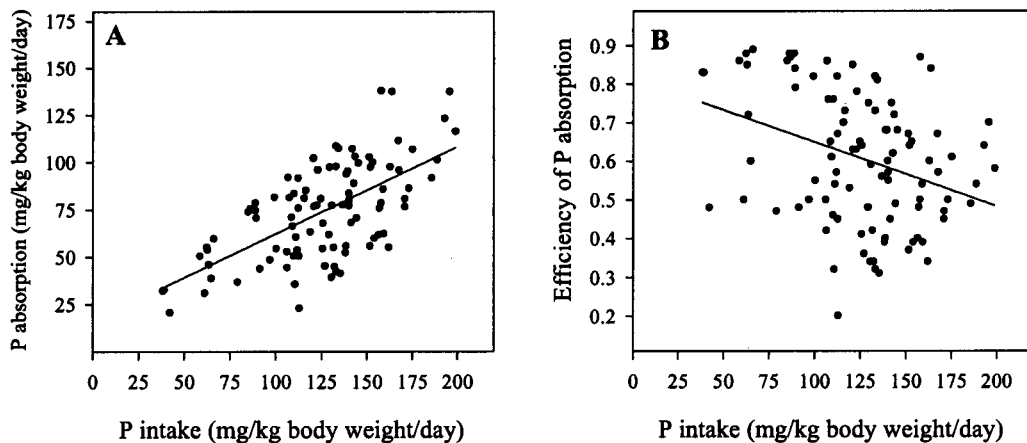 A
P absorption (mg/kg body weight/day)
175
150
125
100
75
50
25
0 25 50 75 100 125 150 175 200
P intake (mg/kg body weight/day)
B
Efficiency of P absorption
0.9
0.8
0.7
0.6
0.5
0.4
0.3
0.2
0 25 50 75 100 125 150 175 200
P intake (mg/kg body weight/day)